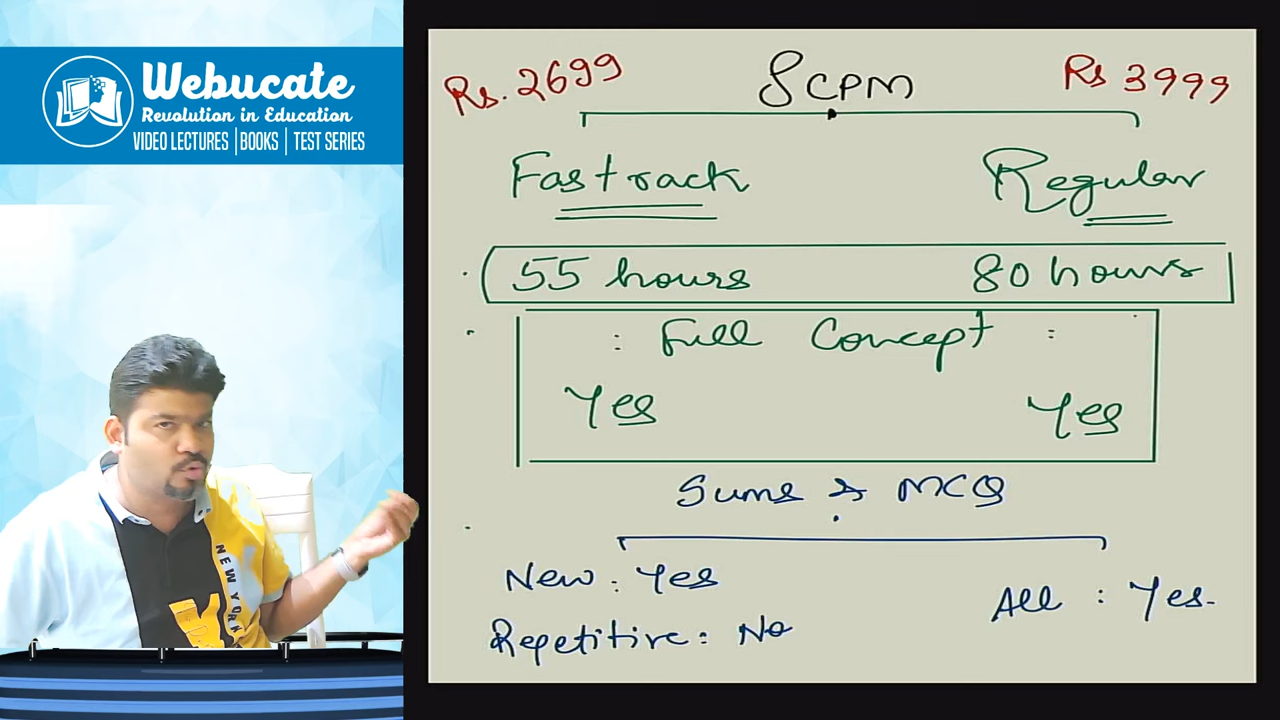 Webucate
Revolution in Education
VIDEO LECTURES | BOOKS | TEST SERIES
NEW YORK
Rs. 2699 SCPM Rs 3999
Fastrack Regular
55 hours 80 hours
: Full Concept :
Yes Yes
Sums & MCQ
New : Yes
All : Yes.
Repetitive : No